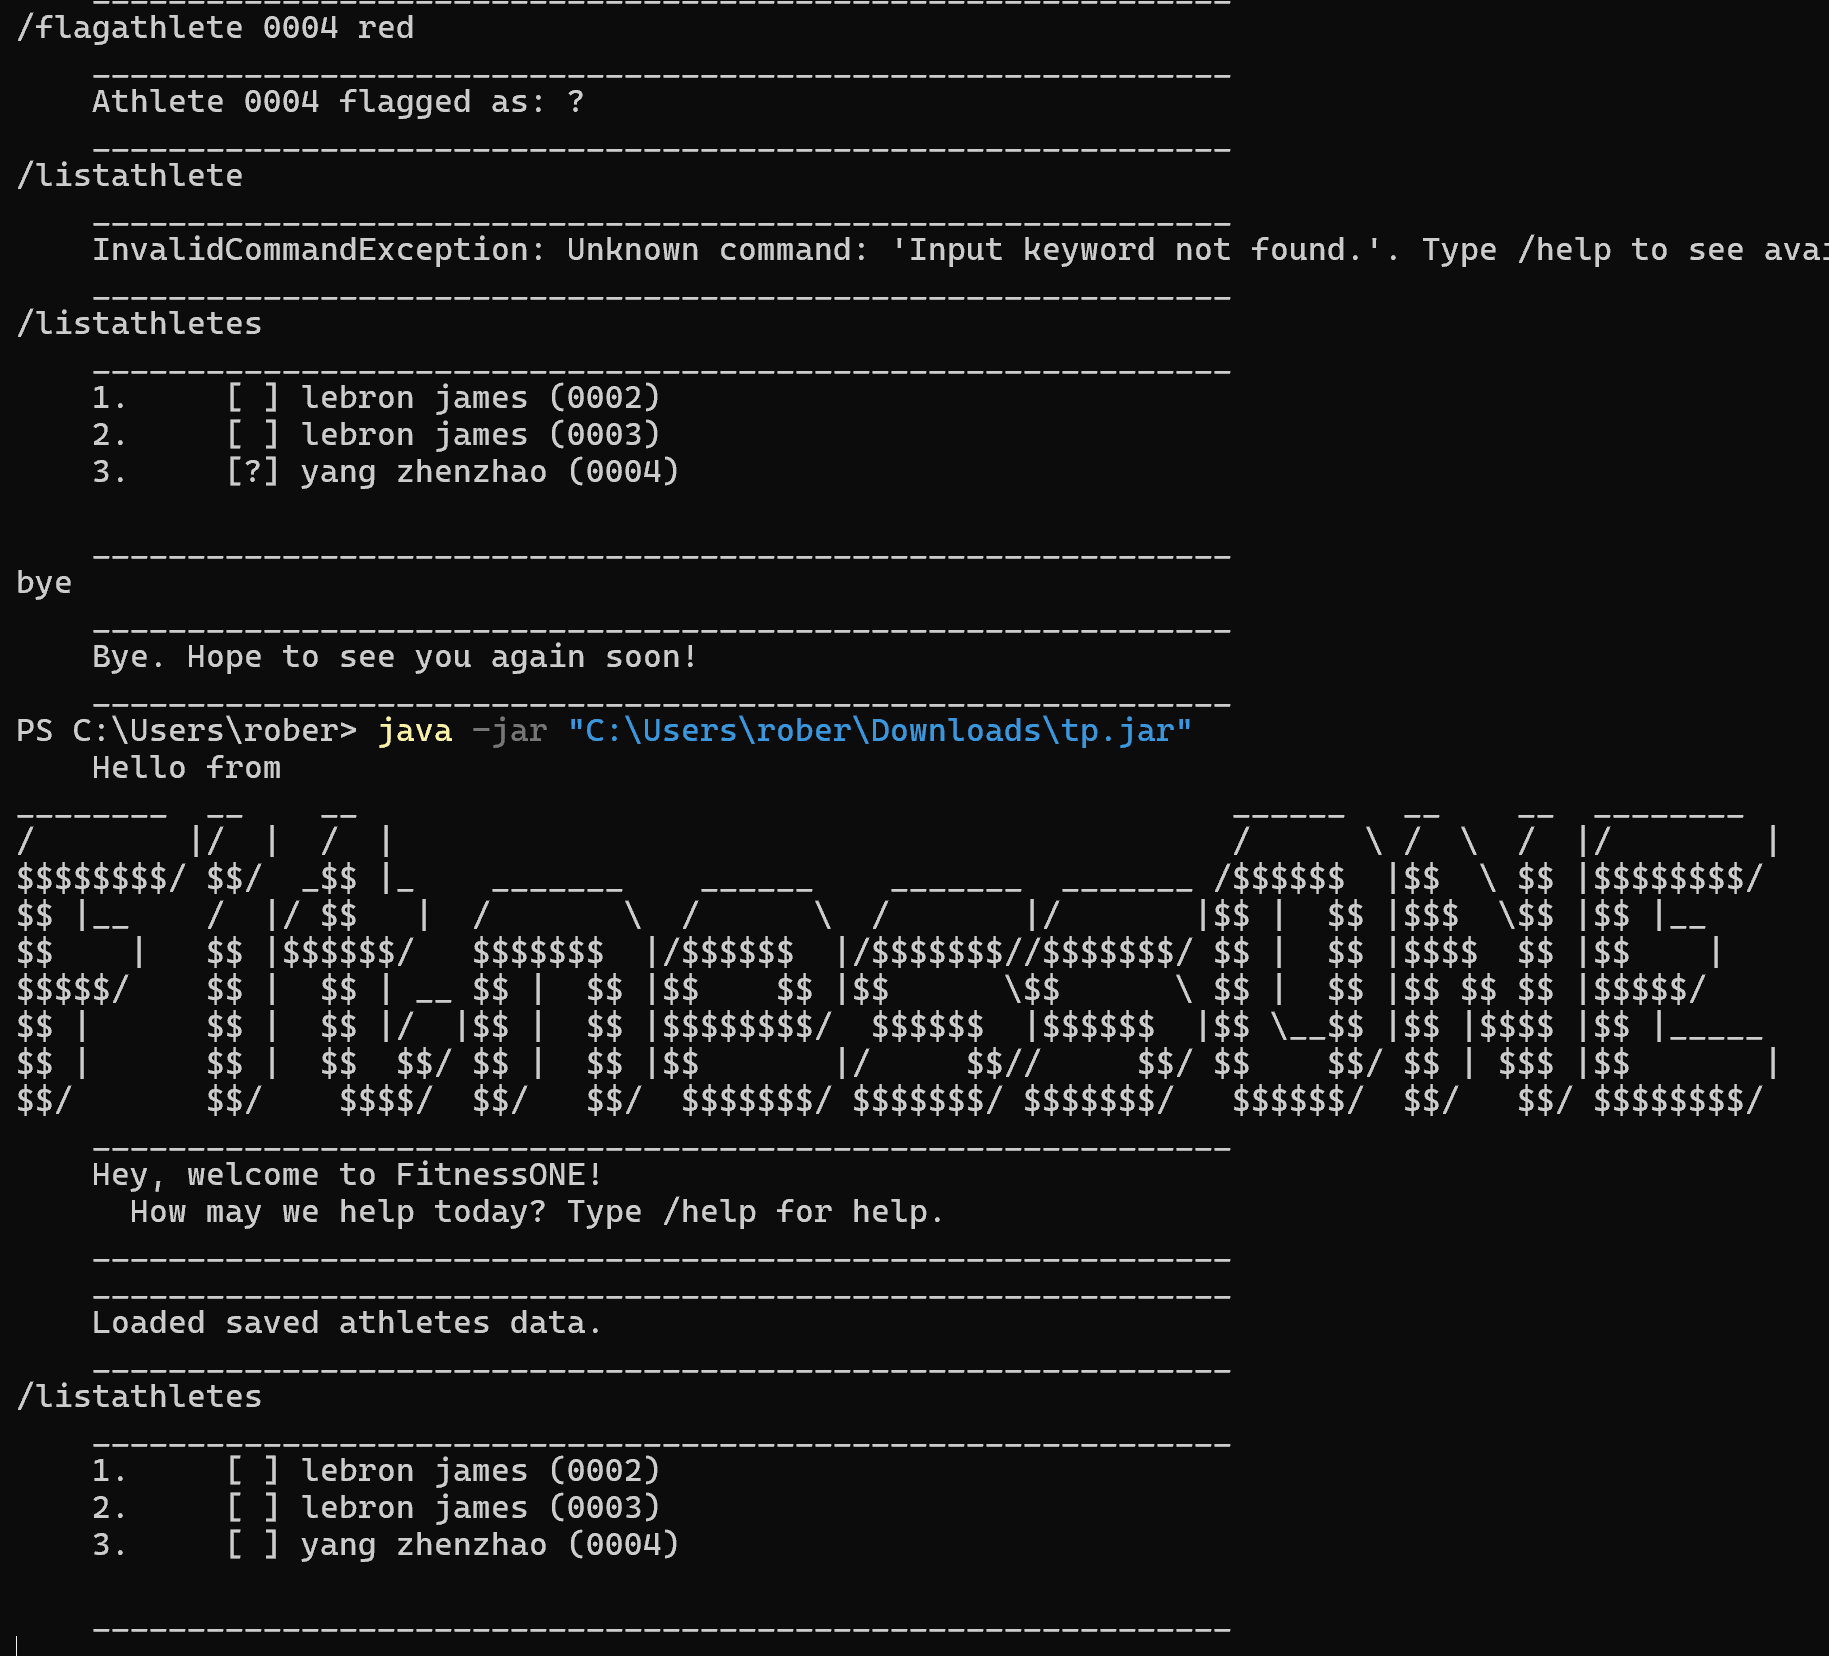 ____________________________________________________________
/flagathlete 0004 red
    ____________________________________________________________
    Athlete 0004 flagged as: ?
    ____________________________________________________________
/listathlete
    ____________________________________________________________
    InvalidCommandException: Unknown command: 'Input keyword not found.'. Type /help to see avai
    ____________________________________________________________
/listathletes
    ____________________________________________________________
    1.     [ ] lebron james (0002)
    2.     [ ] lebron james (0003)
    3.     [?] yang zhenzhao (0004)
    ____________________________________________________________
bye
    ____________________________________________________________
    Bye. Hope to see you again soon!
    ____________________________________________________________
PS C:\Users\rober> java -jar "C:\Users\rober\Downloads\tp.jar"
    Hello from
________  __    __                                              ______   __    __  ________
/        |/  |  /  |                                            /      \ /  \  /  |/        |
$$$$$$$$/ $$/  _$$ |_    _______    ______    _______  _______ /$$$$$$  |$$  \ $$ |$$$$$$$$/
$$ |__    /  |/ $$   |  /       \  /      \  /       |/       |$$ |  $$ |$$$  \$$ |$$ |__
$$    |   $$ |$$$$$$/   $$$$$$$  |/$$$$$$  |/$$$$$$$//$$$$$$$/ $$ |  $$ |$$$$  $$ |$$    |
$$$$$/    $$ |  $$ | __ $$ |  $$ |$$    $$ |$$      \$$      \ $$ |  $$ |$$ $$ $$ |$$$$$/
$$ |      $$ |  $$ |/  |$$ |  $$ |$$$$$$$$/  $$$$$$  |$$$$$$  |$$ \__$$ |$$ |$$$$ |$$ |_____
$$ |      $$ |  $$  $$/ $$ |  $$ |$$       |/     $$//     $$/ $$    $$/ $$ | $$$ |$$       |
$$/       $$/    $$$$/  $$/   $$/  $$$$$$$/ $$$$$$$/ $$$$$$$/   $$$$$$/  $$/   $$/ $$$$$$$$/
    ____________________________________________________________
    Hey, welcome to FitnessONE!
      How may we help today? Type /help for help.
    ____________________________________________________________
    ____________________________________________________________
    Loaded saved athletes data.
    ____________________________________________________________
/listathletes
    ____________________________________________________________
    1.     [ ] lebron james (0002)
    2.     [ ] lebron james (0003)
    3.     [ ] yang zhenzhao (0004)
    ____________________________________________________________